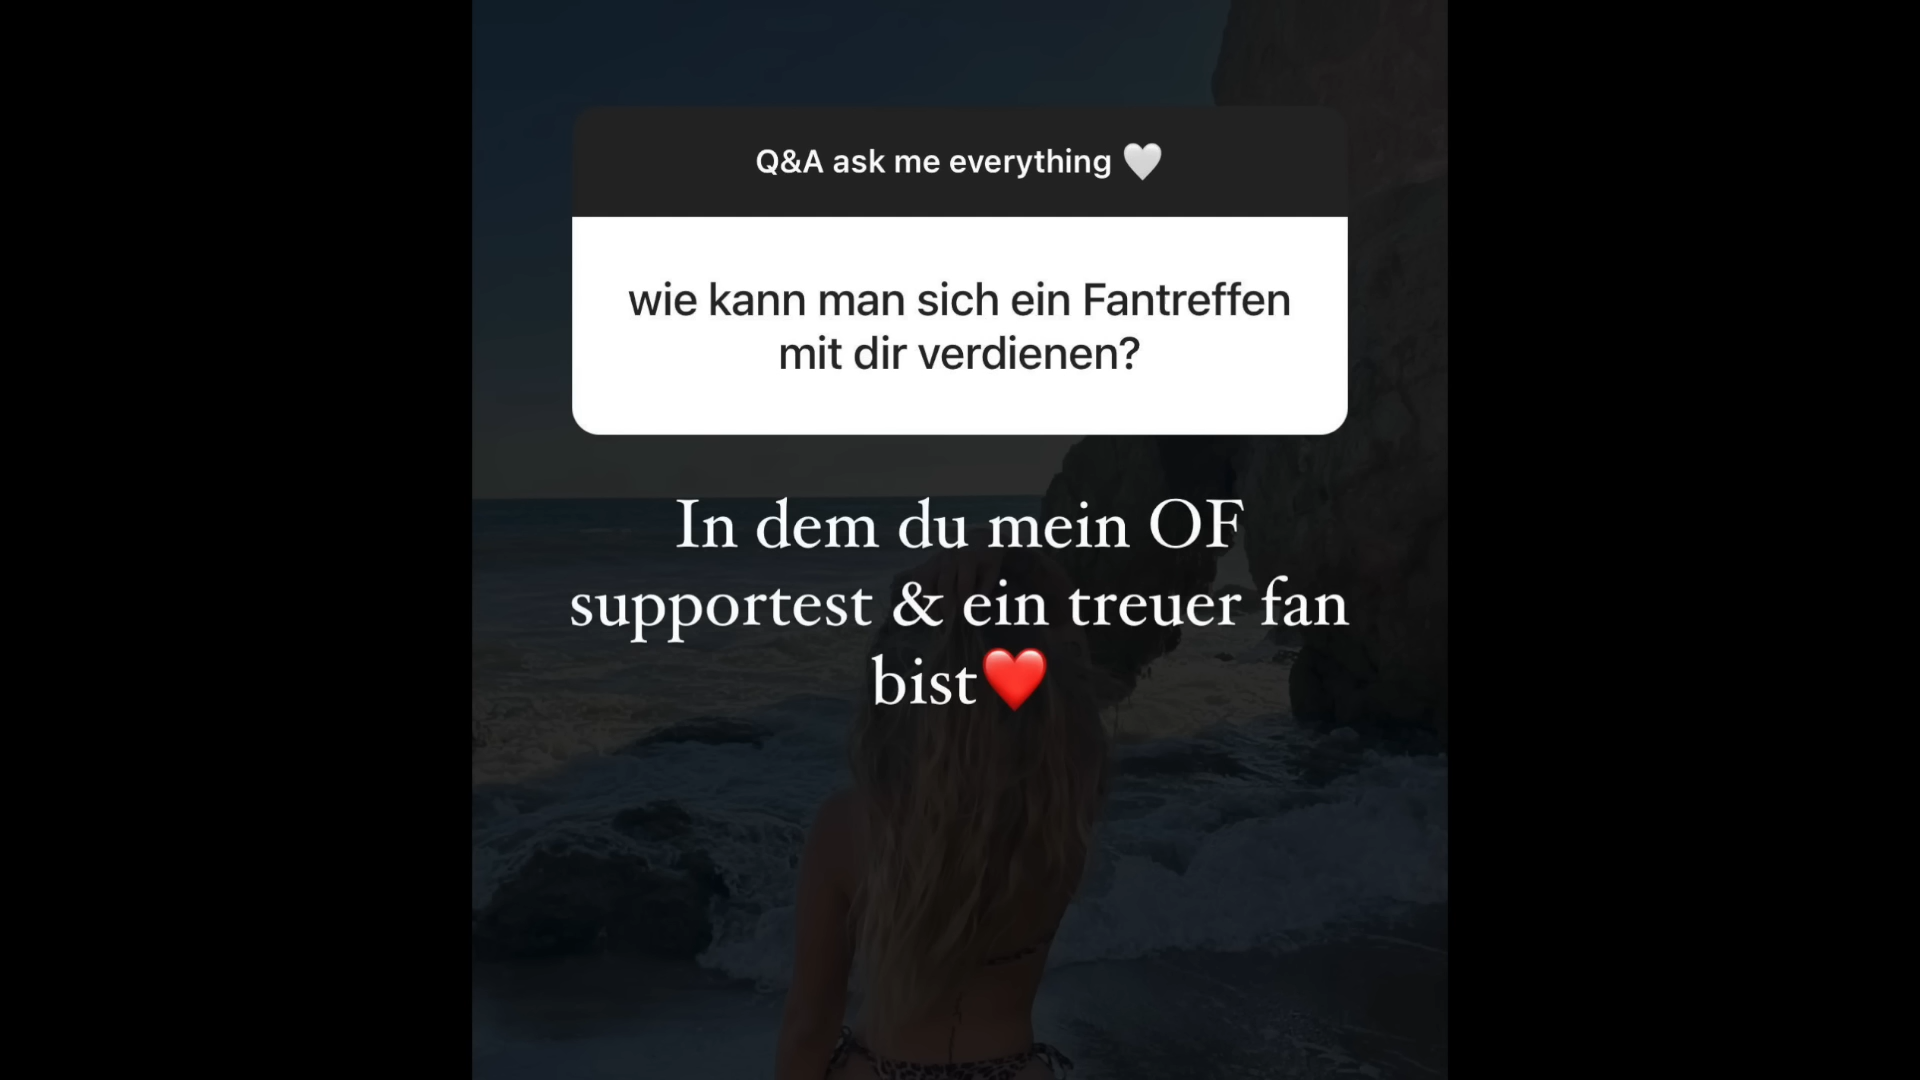 Q&A ask me everything 🤍
wie kann man sich ein Fantreffen
mit dir verdienen?
In dem du mein OF
supportest & ein treuer fan
bist❤️